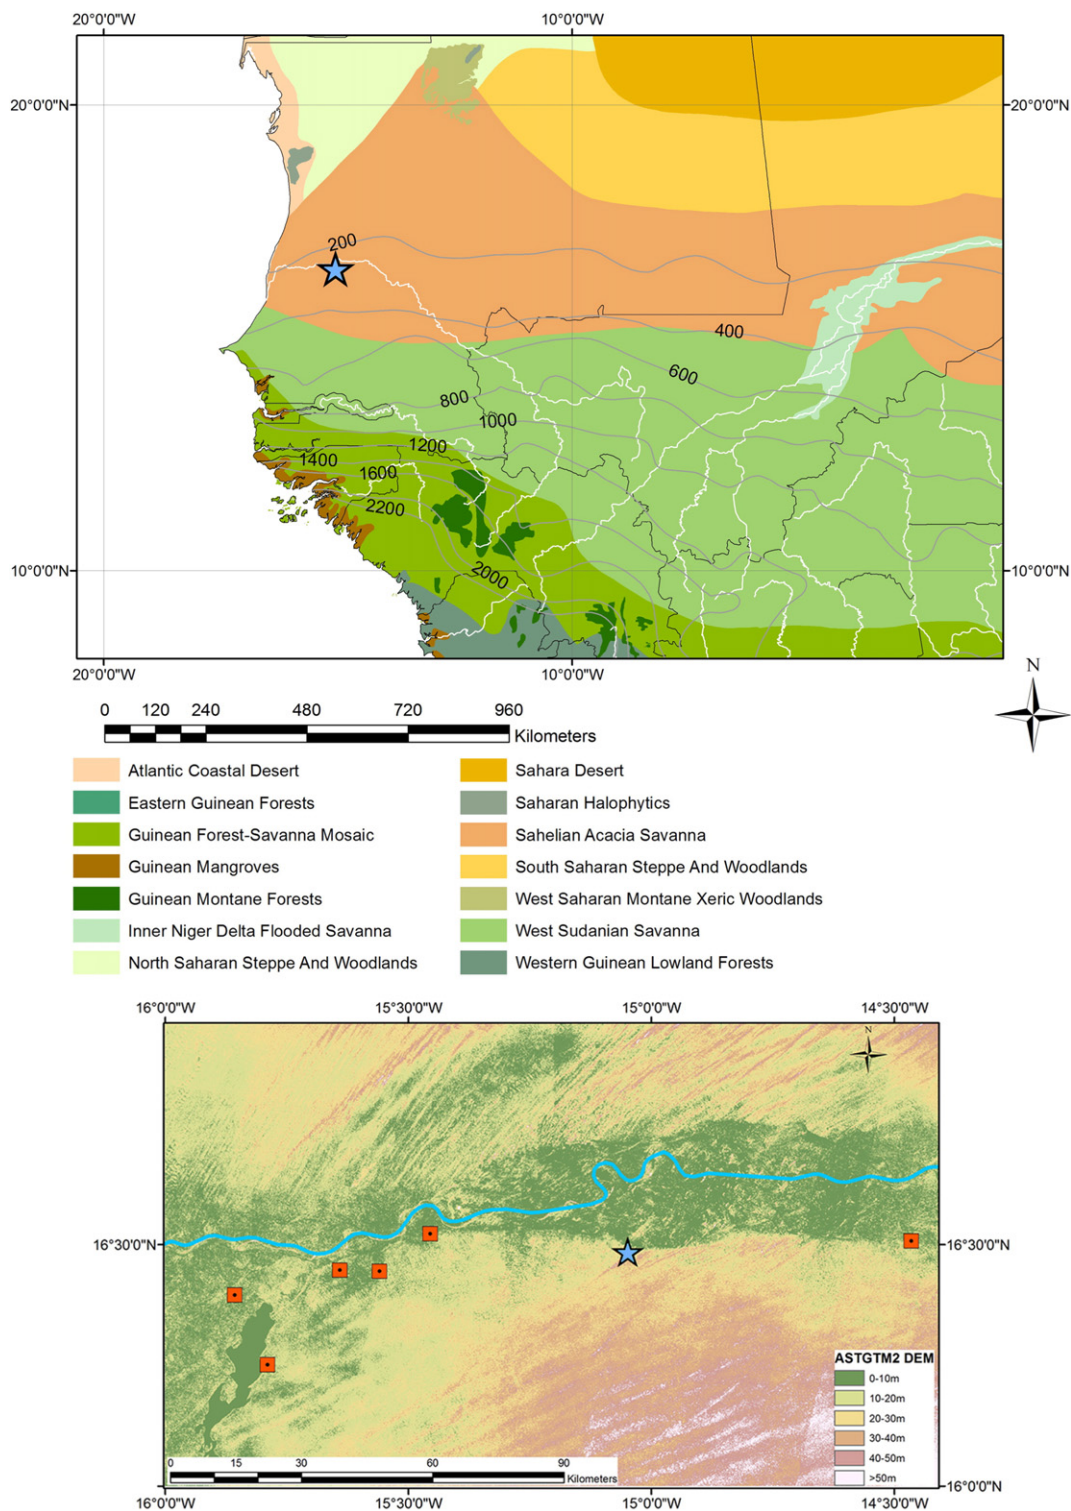 20°0'0"W 10°0'0"W
20°0'0"N 20°0'0"N
200
400
600
800
1000
1200
1400
1600
2200
2000
10°0'0"N 10°0'0"N
20°0'0"W 10°0'0"W
N
0 120 240 480 720 960
Kilometers
Atlantic Coastal Desert
Eastern Guinean Forests
Guinean Forest-Savanna Mosaic
Guinean Mangroves
Guinean Montane Forests
Inner Niger Delta Flooded Savanna
North Saharan Steppe And Woodlands
Sahara Desert
Saharan Halophytics
Sahelian Acacia Savanna
South Saharan Steppe And Woodlands
West Saharan Montane Xeric Woodlands
West Sudanian Savanna
Western Guinean Lowland Forests
16°0'0"W 15°30'0"W 15°0'0"W 14°30'0"W
N
16°30'0"N 16°30'0"N
ASTGTM2 DEM
0-10m
10-20m
20-30m
30-40m
40-50m
>50m
0 15 30 60 90
Kilometers
16°0'0"N
16°0'0"W 15°30'0"W 15°0'0"W 14°30'0"W